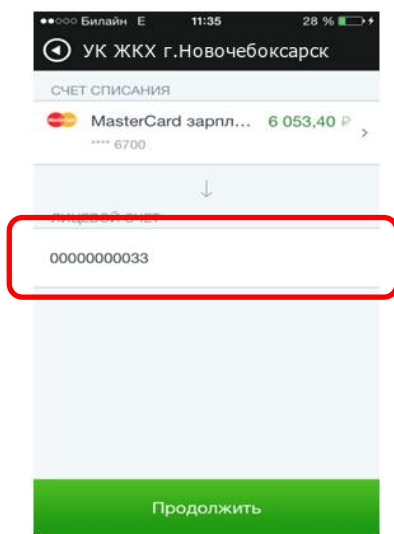 Билайн E 11:35 28 %
УК ЖКХ г.Новочебоксарск
СЧЕТ СПИСАНИЯ
MasterCard зарпл... 6 053,40 ₽
**** 6700
ЛИЦЕВОЙ СЧЕТ
00000000033
Продолжить